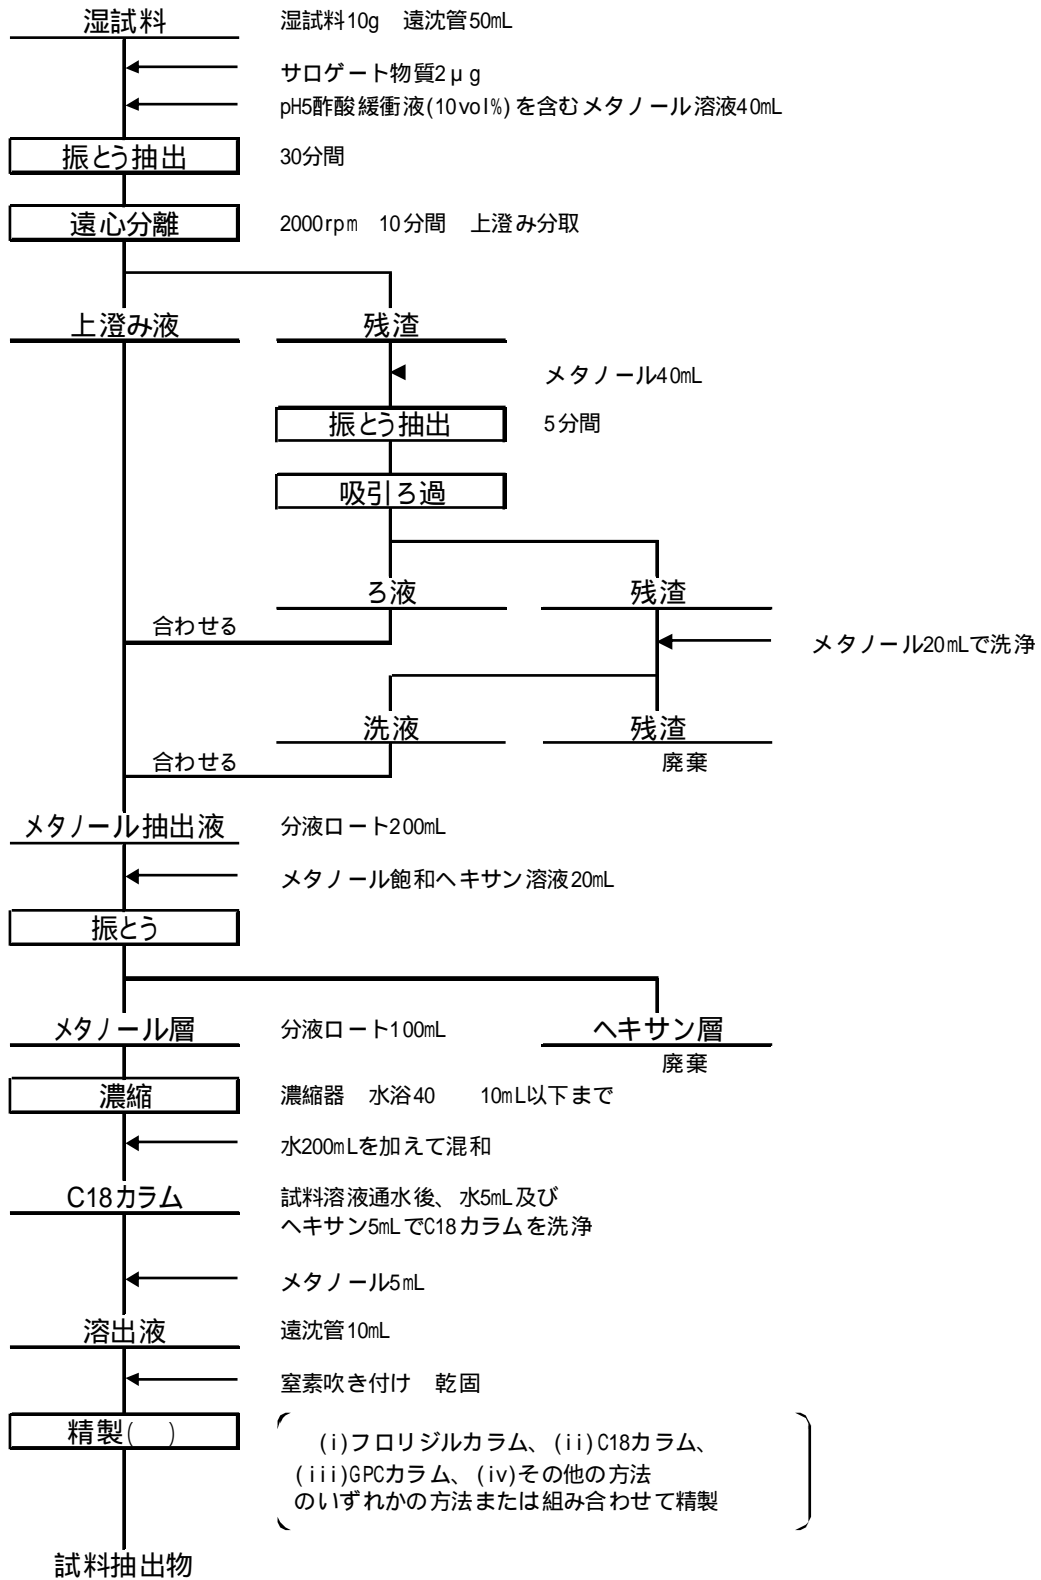 湿試料 湿試料10g 遠沈管50mL
サロゲート物質2μg
pH5酢酸緩衝液(10vol%)を含むメタノール溶液40mL
振とう抽出 30分間
遠心分離 2000rpm 10分間 上澄み分取
上澄み液 残渣
メタノール40mL
振とう抽出 5分間
吸引ろ過
ろ液 残渣
合わせる
メタノール20mLで洗浄
洗液 残渣
合わせる 廃棄
メタノール抽出液 分液ロート200mL
メタノール飽和ヘキサン溶液20mL
振とう
メタノール層 分液ロート100mL ヘキサン層
廃棄
濃縮 濃縮器 水浴40 10mL以下まで
水200mLを加えて混和
C18カラム 試料溶液通水後、水5mL及び
ヘキサン5mLでC18カラムを洗浄
メタノール5mL
溶出液 遠沈管10mL
窒素吹き付け 乾固
精製( ) (i)フロリジルカラム、(ii)C18カラム、
(iii)GPCカラム、(iv)その他の方法
のいずれかの方法または組み合わせて精製
試料抽出物